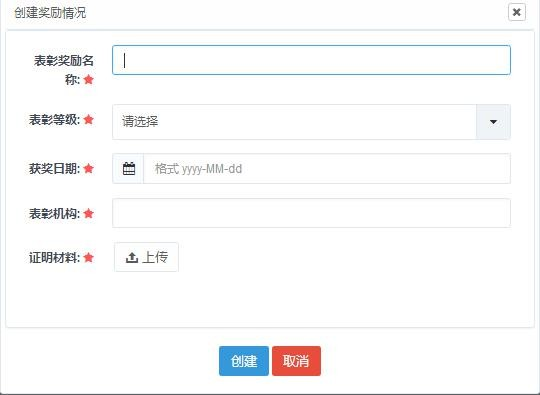 创建奖励情况
表彰奖励名
称:
表彰等级: 请选择
获奖日期: 格式 yyyy-MM-dd
表彰机构:
证明材料: 上传
创建 取消